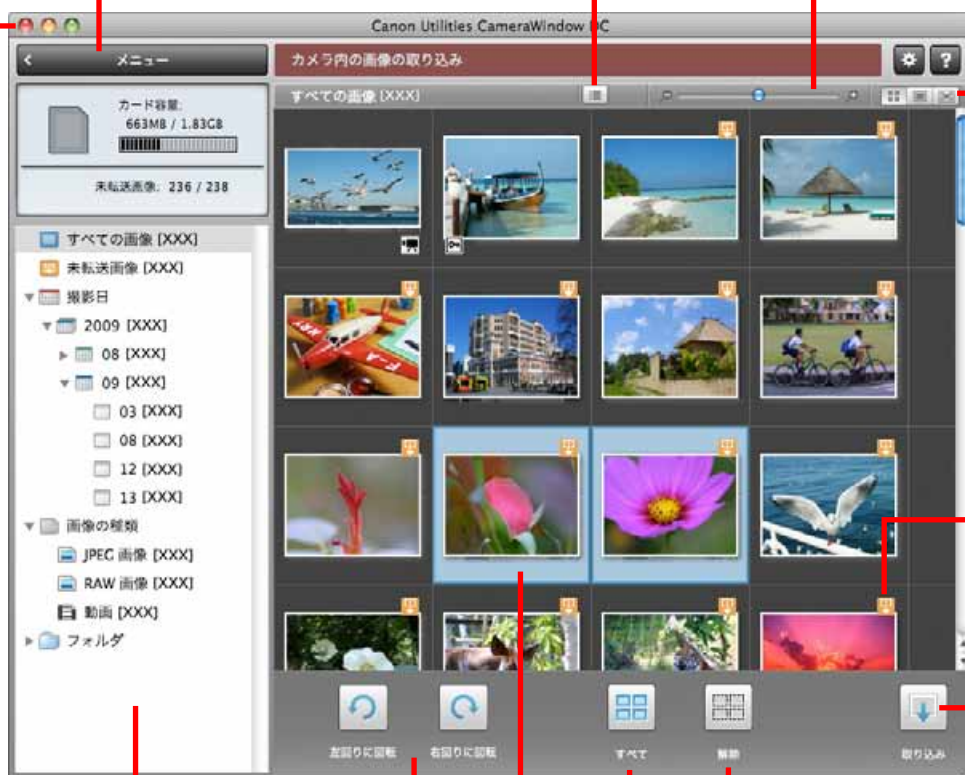 Canon Utilities CameraWindow DC
メニュー
カメラ内の画像の取り込み
?
カード容量:
663MB / 1.83GB
未転送画像: 236 / 238
すべての画像 [XXX]
すべての画像 [XXX]
未転送画像 [XXX]
撮影日
2009 [XXX]
08 [XXX]
09 [XXX]
03 [XXX]
08 [XXX]
12 [XXX]
13 [XXX]
画像の種類
JPEG 画像 [XXX]
RAW 画像 [XXX]
動画 [XXX]
フォルダ
左回りに回転
右回りに回転
すべて
解除
取り込み